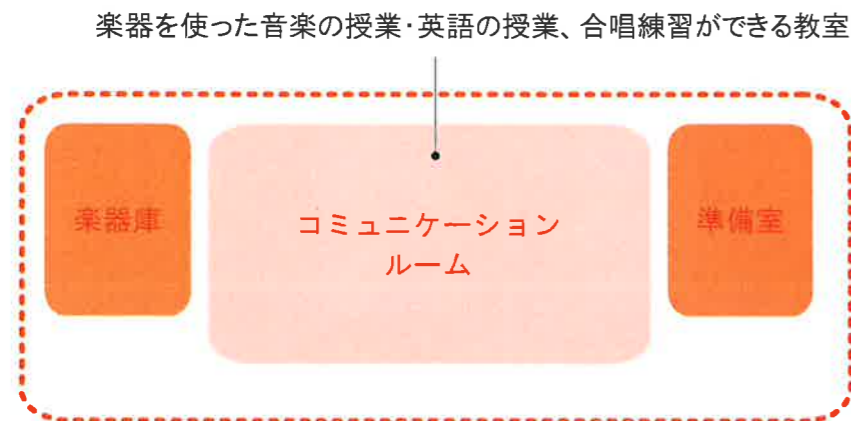 楽器を使った音楽の授業・英語の授業、合唱練習ができる教室
楽器庫
コミュニケーション
ルーム
準備室